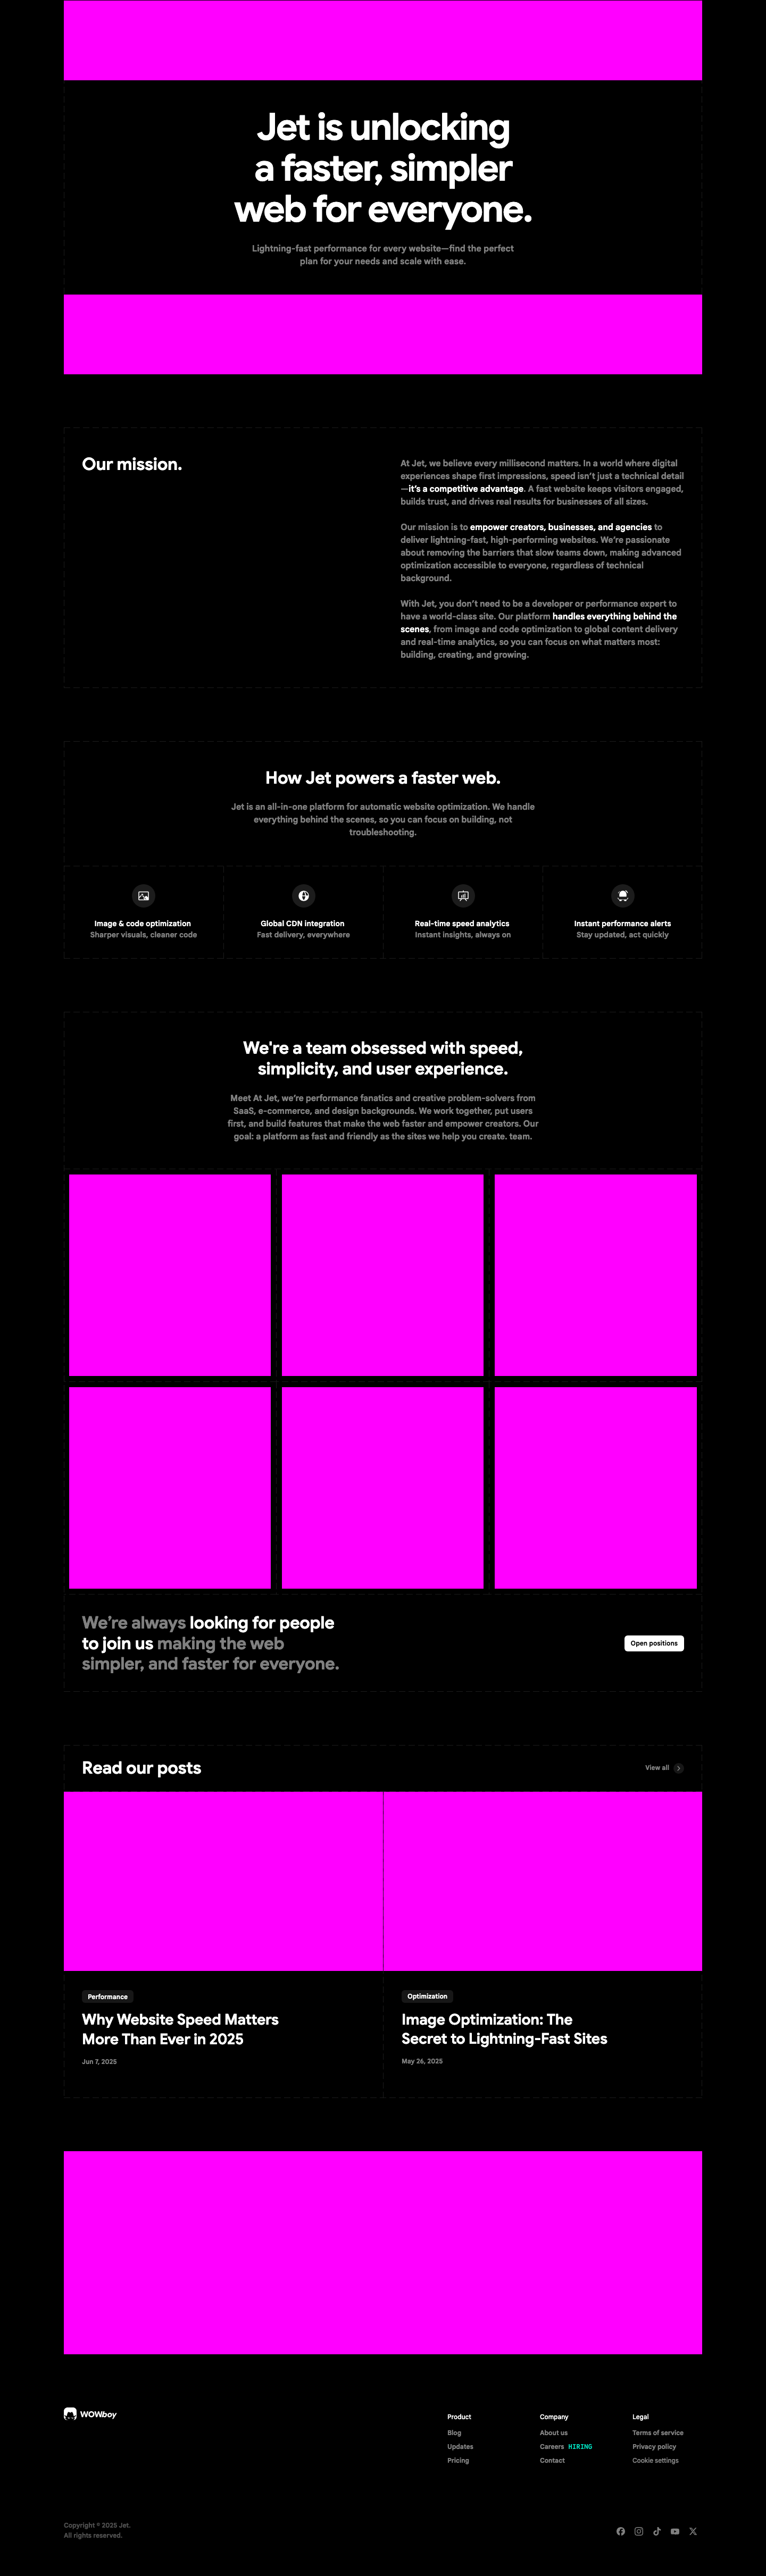 Jet is unlocking
a faster, simpler
web for everyone.
Lightning-fast performance for every website—find the perfect
plan for your needs and scale with ease.
Our mission.
At Jet, we believe every millisecond matters. In a world where digital
experiences shape first impressions, speed isn’t just a technical detail
—it’s a competitive advantage. A fast website keeps visitors engaged,
builds trust, and drives real results for businesses of all sizes.
Our mission is to empower creators, businesses, and agencies to
deliver lightning-fast, high-performing websites. We’re passionate
about removing the barriers that slow teams down, making advanced
optimization accessible to everyone, regardless of technical
background.
With Jet, you don’t need to be a developer or performance expert to
have a world-class site. Our platform handles everything behind the
scenes, from image and code optimization to global content delivery
and real-time analytics, so you can focus on what matters most:
building, creating, and growing.
How Jet powers a faster web.
Jet is an all-in-one platform for automatic website optimization. We handle
everything behind the scenes, so you can focus on building, not
troubleshooting.
Image & code optimization
Sharper visuals, cleaner code
Global CDN integration
Fast delivery, everywhere
Real-time speed analytics
Instant insights, always on
Instant performance alerts
Stay updated, act quickly
We're a team obsessed with speed,
simplicity, and user experience.
Meet At Jet, we’re performance fanatics and creative problem-solvers from
SaaS, e-commerce, and design backgrounds. We work together, put users
first, and build features that make the web faster and empower creators. Our
goal: a platform as fast and friendly as the sites we help you create. team.
We’re always looking for people
to join us making the web
simpler, and faster for everyone.
Open positions
Read our posts
View all
Performance
Why Website Speed Matters
More Than Ever in 2025
Jun 7, 2025
Optimization
Image Optimization: The
Secret to Lightning-Fast Sites
May 26, 2025
WOWboy
Product
Blog
Updates
Pricing
Company
About us
Careers HIRING
Contact
Legal
Terms of service
Privacy policy
Cookie settings
Copyright © 2025 Jet.
All rights reserved.